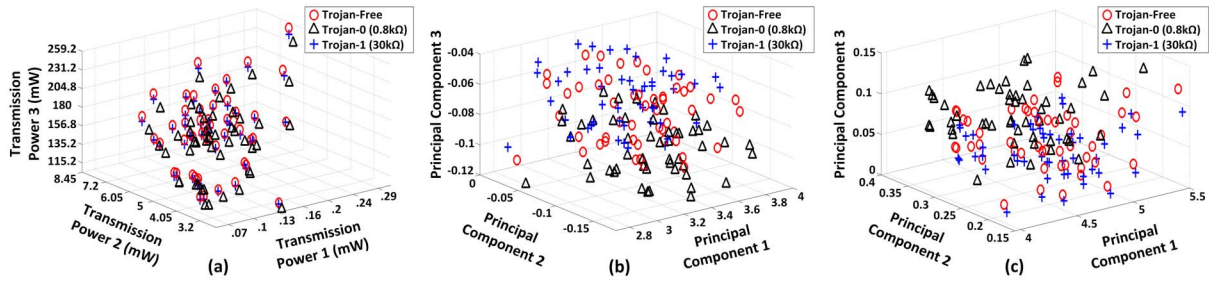 Trojan-Free
Trojan-0 (0.8kΩ)
Trojan-1 (30kΩ)
Transmission
Power 3 (mW)
259.2
231.2
204.8
180
156.8
135.2
115.2
8.45
7.2
6.05
5
4.05
3.2
Transmission
Power 2 (mW)
.07
.1
.13
.16
.2
.24
.29
Transmission
Power 1 (mW)
(a)
Trojan-Free
Trojan-0 (0.8kΩ)
Trojan-1 (30kΩ)
Principal Component 3
-0.04
-0.06
-0.08
-0.1
-0.12
0
-0.05
-0.1
-0.15
Principal
Component 2
2.8
3
3.2
3.4
3.6
3.8
4
Principal
Component 1
(b)
Trojan-Free
Trojan-0 (0.8kΩ)
Trojan-1 (30kΩ)
Principal Component 3
0.15
0.1
0.05
0
0.4
0.35
0.3
0.25
0.2
0.15
Principal
Component 2
4
4.5
5
5.5
Principal
Component 1
(c)